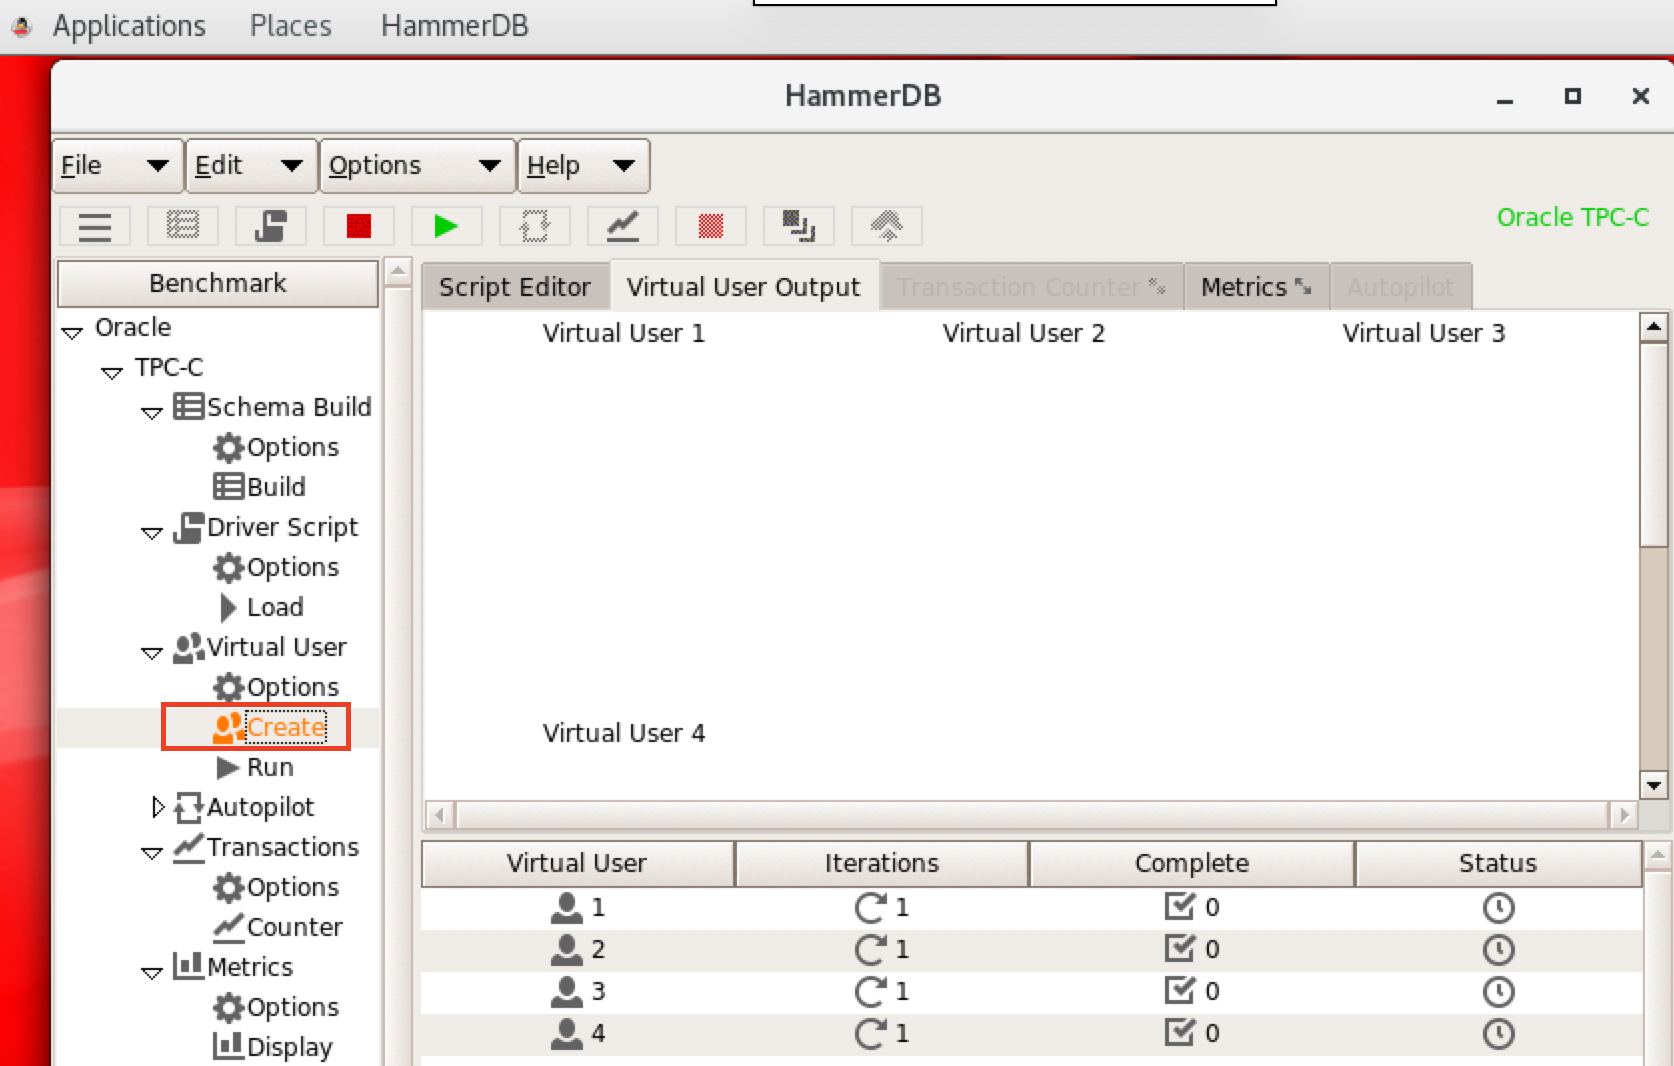 Applications Places HammerDB
HammerDB
File Edit Options Help
Oracle TPC-C
Benchmark
Script Editor Virtual User Output Transaction Counter Metrics Autopilot
Oracle
TPC-C
Schema Build
Options
Build
Driver Script
Options
Load
Virtual User
Options
Create
Run
Autopilot
Transactions
Options
Counter
Metrics
Options
Display
Virtual User 1 Virtual User 2 Virtual User 3
Virtual User 4
Virtual User Iterations Complete Status
1 1 0
2 1 0
3 1 0
4 1 0